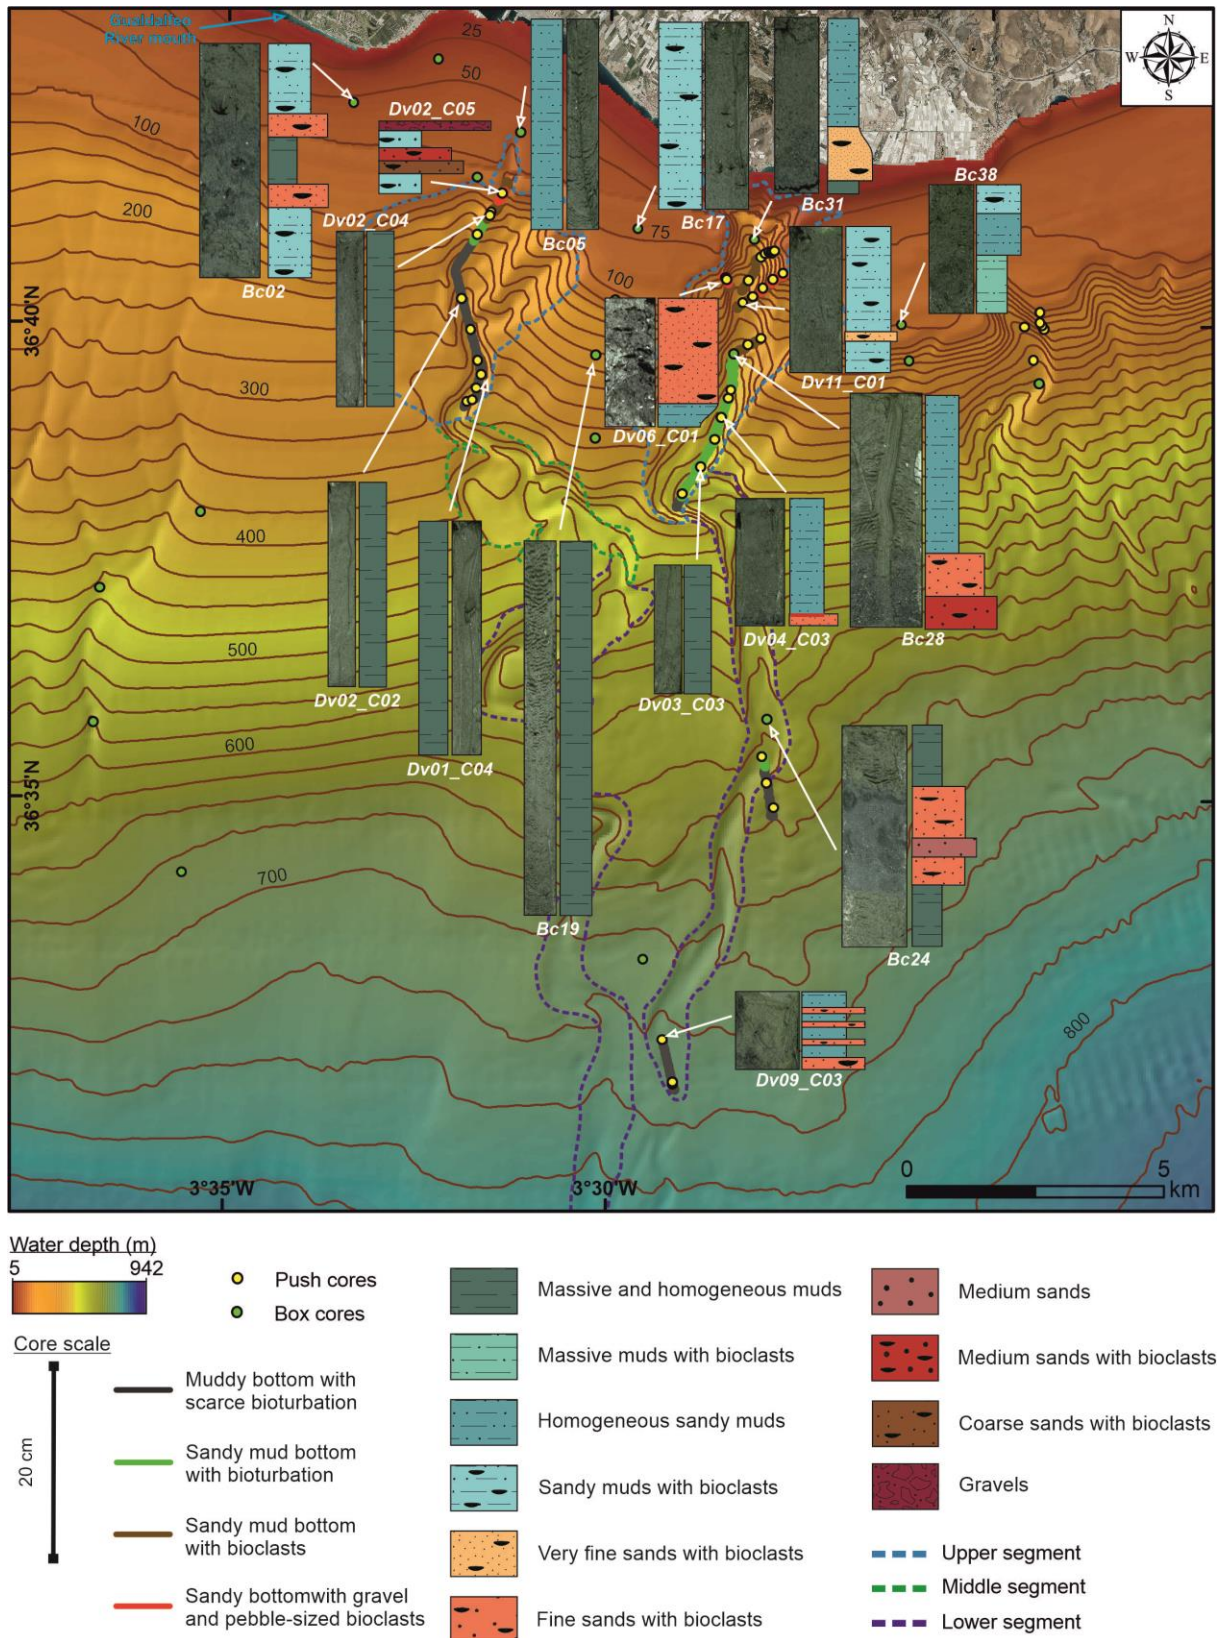 Gualdalfeo
River mouth
N
W E
S
25
50
100
200
300
400
500
600
700
800
75
100
Dv02_C05
Dv02_C04
Bc02
Bc05
Bc17
Bc31
Bc38
Dv06_C01
Dv11_C01
Dv02_C02
Dv01_C04
Bc19
Dv03_C03
Dv04_C03
Bc28
Bc24
Dv09_C03
36°40'N
36°35'N
3°35'W
3°30'W
0 5
km
Water depth (m)
5 942
Push cores
Box cores
Core scale
20 cm
Muddy bottom with
scarce bioturbation
Sandy mud bottom
with bioturbation
Sandy mud bottom
with bioclasts
Sandy bottomwith gravel
and pebble-sized bioclasts
Massive and homogeneous muds
Massive muds with bioclasts
Homogeneous sandy muds
Sandy muds with bioclasts
Very fine sands with bioclasts
Fine sands with bioclasts
Medium sands
Medium sands with bioclasts
Coarse sands with bioclasts
Gravels
Upper segment
Middle segment
Lower segment